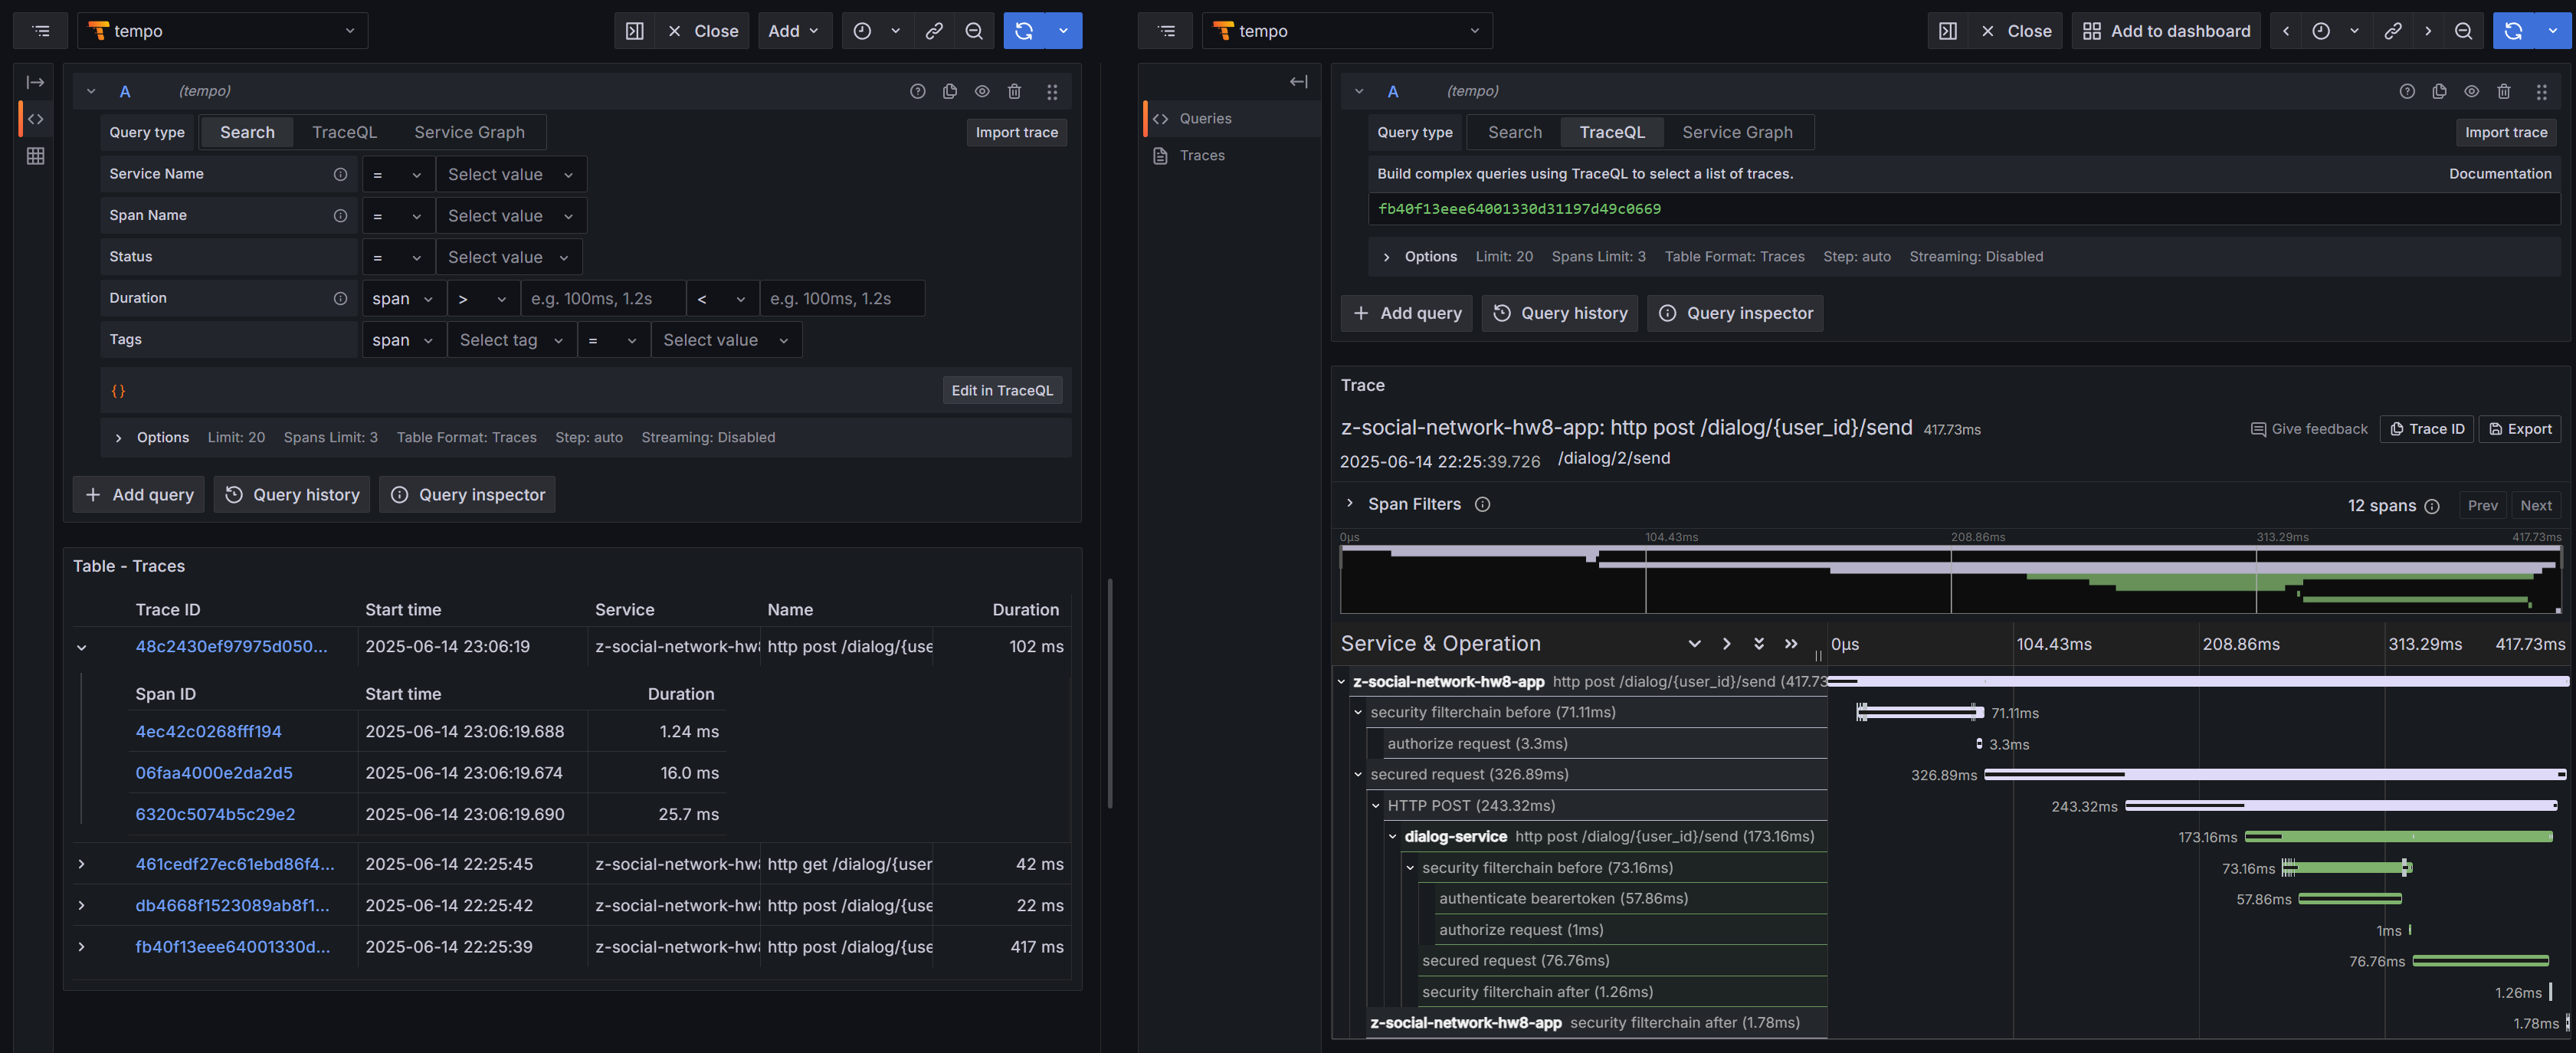 tempo
Close
Add
A (tempo)
Query type Search TraceQL Service Graph Import trace
Service Name = Select value
Span Name = Select value
Status = Select value
Duration span > e.g. 100ms, 1.2s < e.g. 100ms, 1.2s
Tags span Select tag = Select value
{} Edit in TraceQL
Options Limit: 20 Spans Limit: 3 Table Format: Traces Step: auto Streaming: Disabled
+ Add query Query history Query inspector
Table - Traces
Trace ID Start time Service Name Duration
48c2430ef97975d050... 2025-06-14 23:06:19 z-social-network-hw8 http post /dialog/{use 102 ms
Span ID Start time Duration
4ec42c0268fff194 2025-06-14 23:06:19.688 1.24 ms
06faa4000e2da2d5 2025-06-14 23:06:19.674 16.0 ms
6320c5074b5c29e2 2025-06-14 23:06:19.690 25.7 ms
461cedf27ec61ebd86f4... 2025-06-14 22:25:45 z-social-network-hw8 http get /dialog/{user 42 ms
db4668f1523089ab8f1... 2025-06-14 22:25:42 z-social-network-hw8 http post /dialog/{use 22 ms
fb40f13eee64001330d... 2025-06-14 22:25:39 z-social-network-hw8 http post /dialog/{use 417 ms
tempo
Close
Add to dashboard
Queries
Traces
A (tempo)
Query type Search TraceQL Service Graph Import trace
Build complex queries using TraceQL to select a list of traces. Documentation
fb40f13eee64001330d31197d49c0669
Options Limit: 20 Spans Limit: 3 Table Format: Traces Step: auto Streaming: Disabled
+ Add query Query history Query inspector
Trace
z-social-network-hw8-app: http post /dialog/{user_id}/send 417.73ms Give feedback Trace ID Export
2025-06-14 22:25:39.726 /dialog/2/send
Span Filters 12 spans Prev Next
0μs 104.43ms 208.86ms 313.29ms 417.73ms
Service & Operation 0μs 104.43ms 208.86ms 313.29ms 417.73ms
z-social-network-hw8-app http post /dialog/{user_id}/send (417.73
security filterchain before (71.11ms) 71.11ms
authorize request (3.3ms) 3.3ms
secured request (326.89ms) 326.89ms
HTTP POST (243.32ms) 243.32ms
dialog-service http post /dialog/{user_id}/send (173.16ms) 173.16ms
security filterchain before (73.16ms) 73.16ms
authenticate bearertoken (57.86ms) 57.86ms
authorize request (1ms) 1ms
secured request (76.76ms) 76.76ms
security filterchain after (1.26ms) 1.26ms
z-social-network-hw8-app security filterchain after (1.78ms) 1.78ms